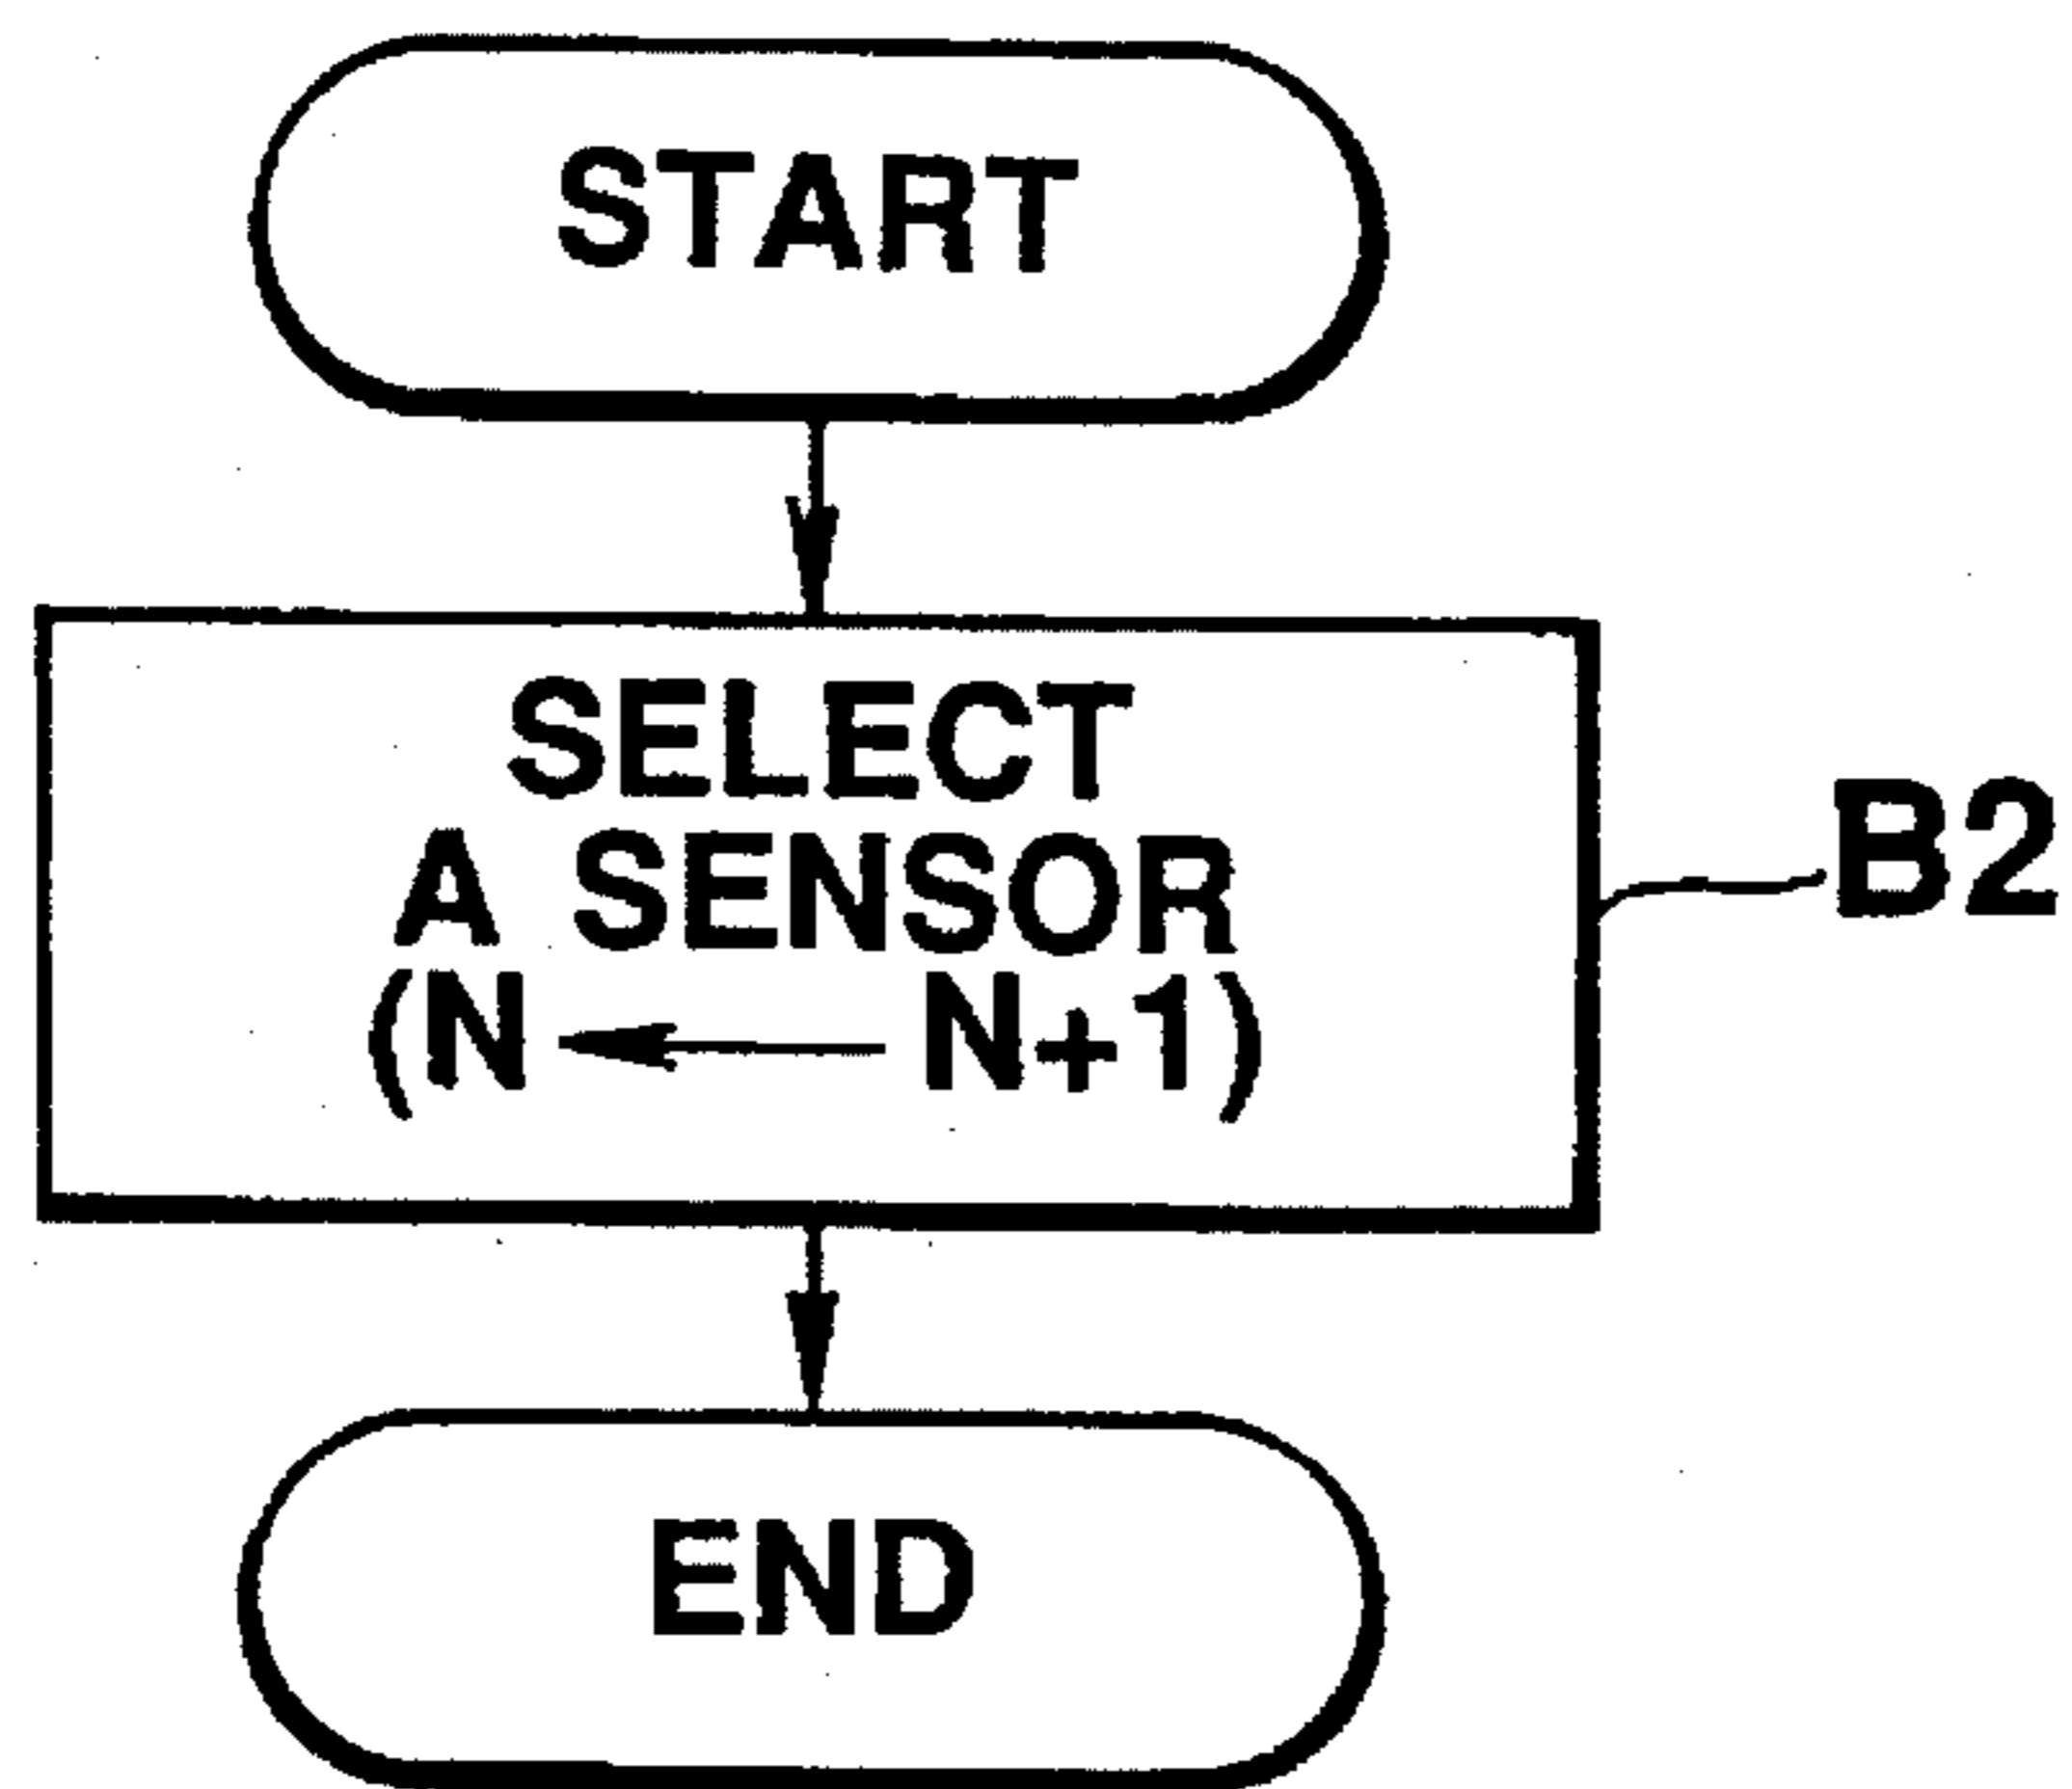 START
SELECT
A SENSOR
(N ← N+1)
B2
END